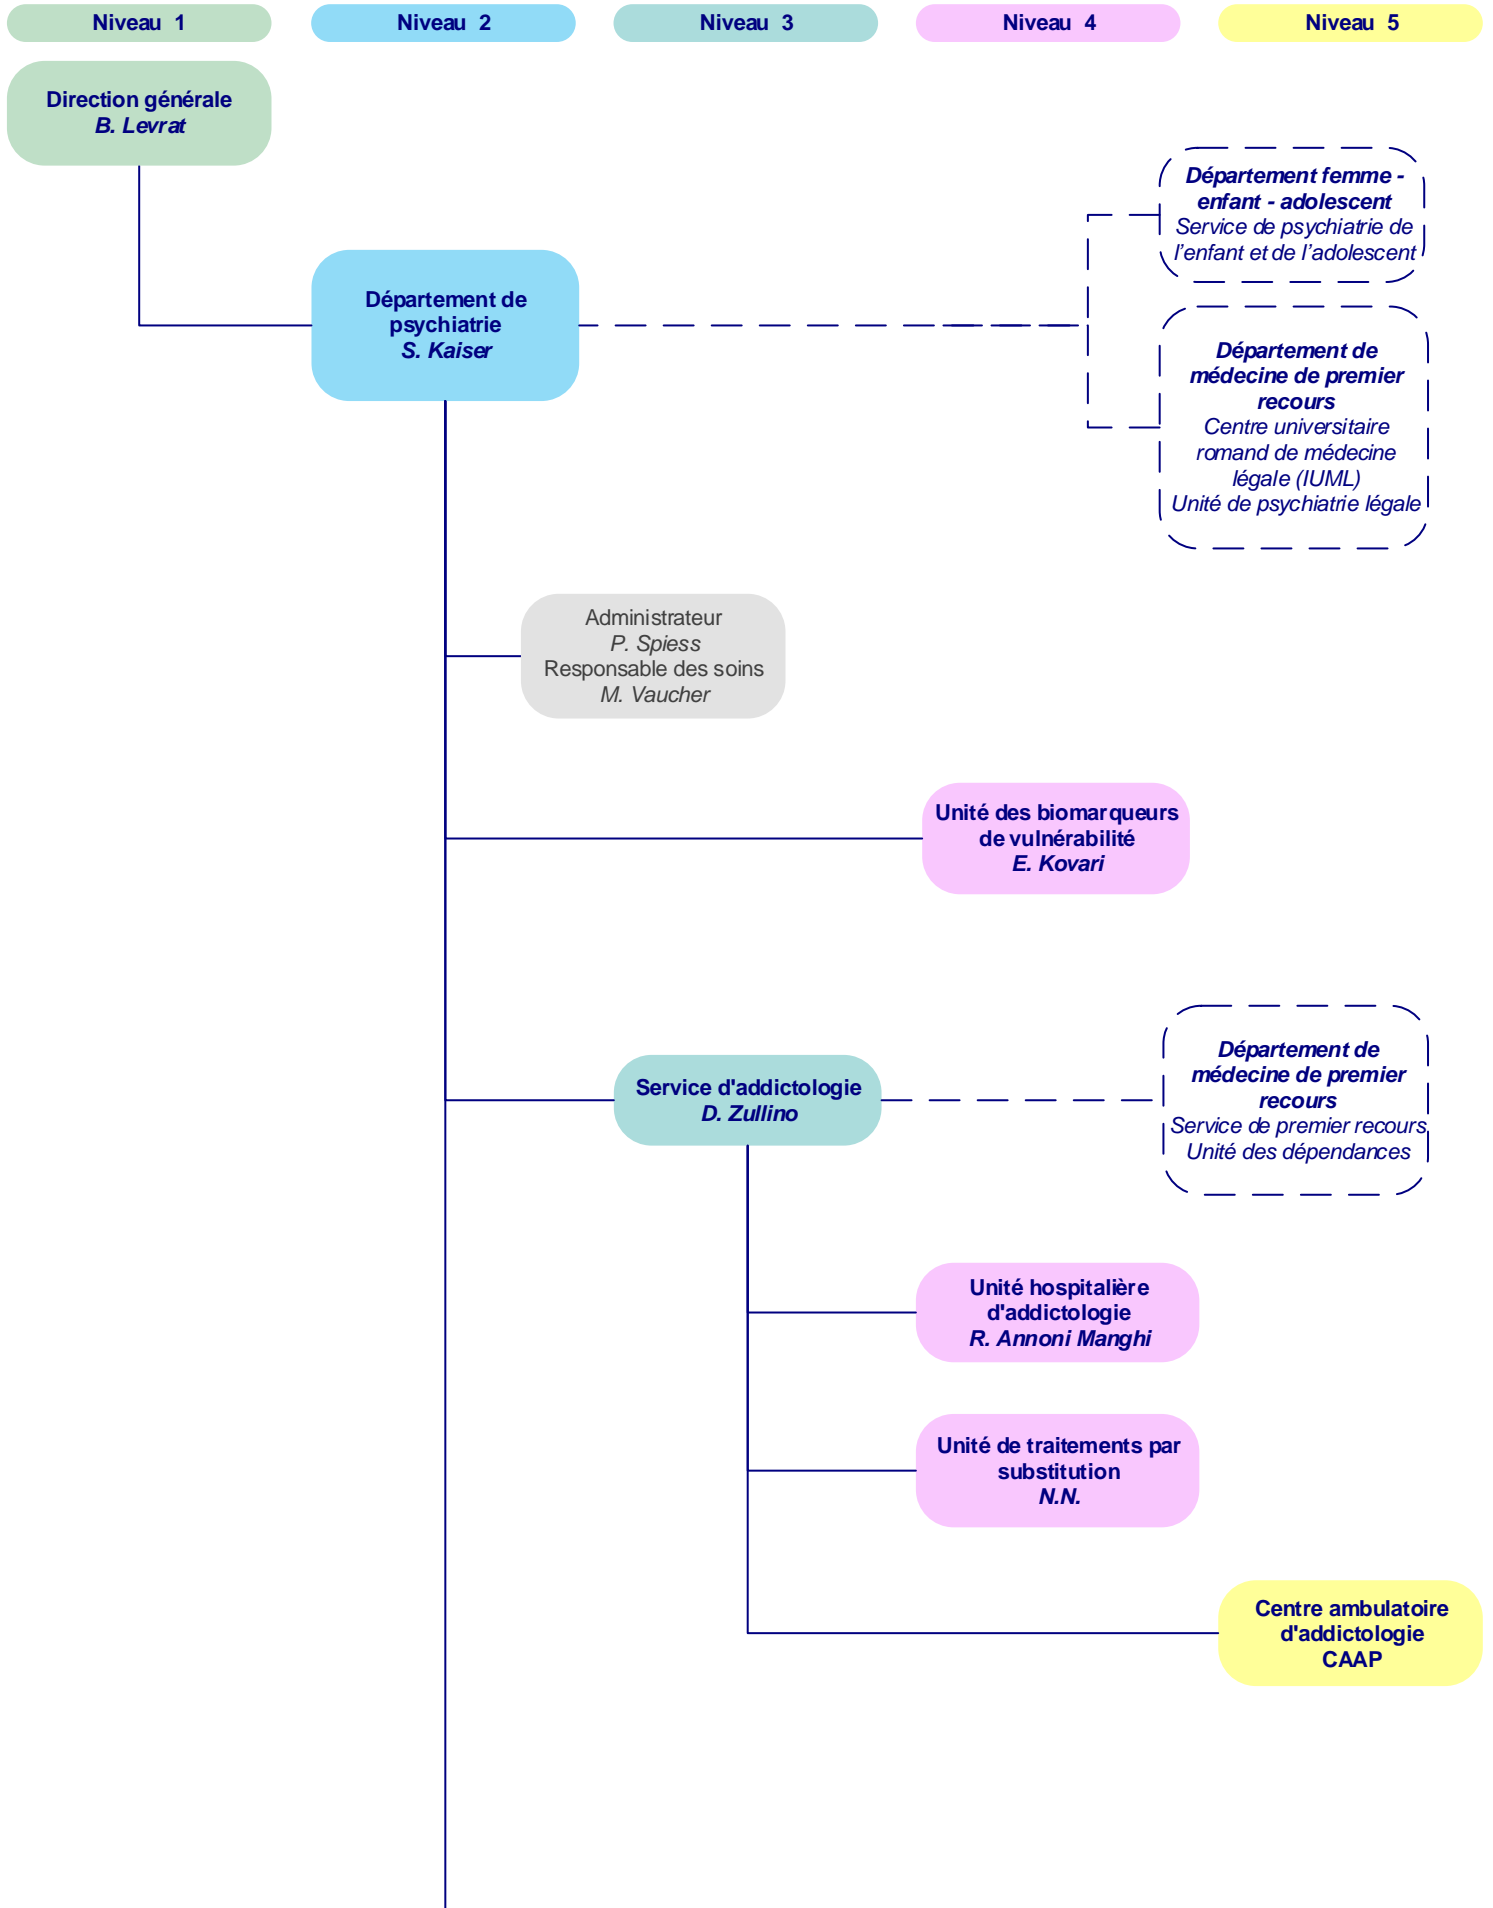 Niveau 1
Niveau 2
Niveau 3
Niveau 4
Niveau 5
Direction générale
B. Levrat
Département femme -
enfant - adolescent
Service de psychiatrie de
l'enfant et de l'adolescent
Département de
psychiatrie
S. Kaiser
Département de
médecine de premier
recours
Centre universitaire
romand de médecine
légale (IUML)
Unité de psychiatrie légale
Administrateur
P. Spiess
Responsable des soins
M. Vaucher
Unité des biomarqueurs
de vulnérabilité
E. Kovari
Service d'addictologie
D. Zullino
Département de
médecine de premier
recours
Service de premier recours
Unité des dépendances
Unité hospitalière
d'addictologie
R. Annoni Manghi
Unité de traitements par
substitution
N.N.
Centre ambulatoire
d'addictologie
CAAP